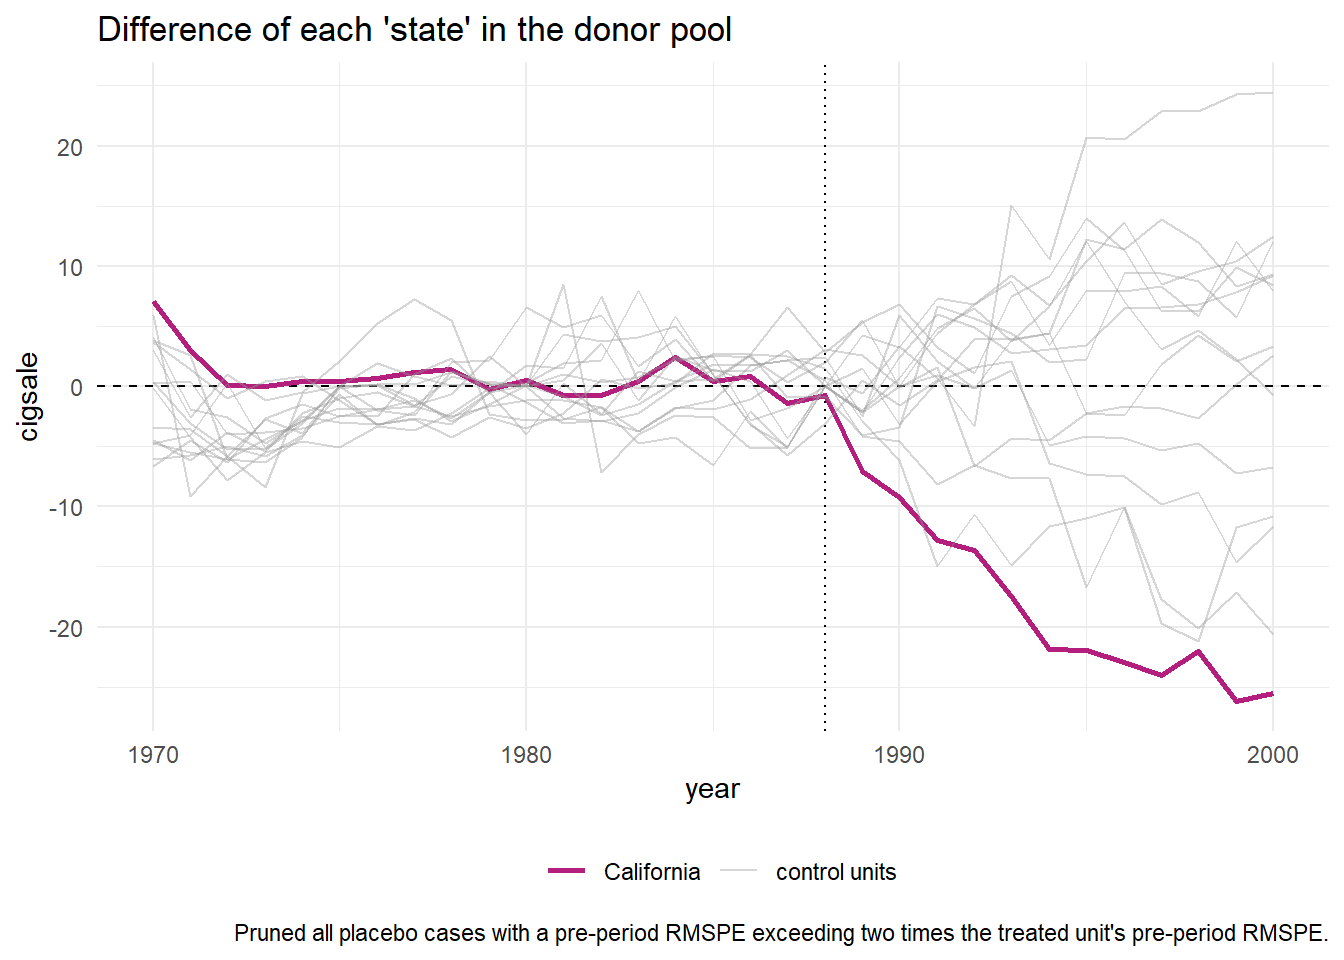 Difference of each 'state' in the donor pool
20
10
0
-10
-20
cigsale
1970 1980 1990 2000
year
California control units
Pruned all placebo cases with a pre-period RMSPE exceeding two times the treated unit's pre-period RMSPE.